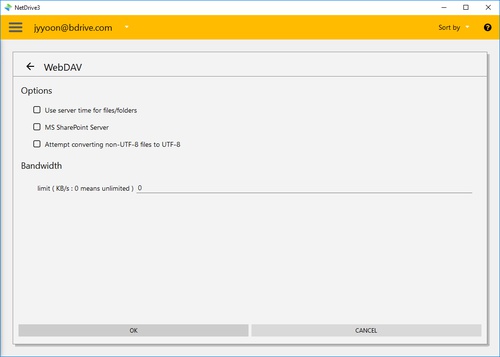 NetDrive3
jyyoon@bdrive.com
Sort by
WebDAV
Options
Use server time for files/folders
MS SharePoint Server
Attempt converting non-UTF-8 files to UTF-8
Bandwidth
limit ( KB/s : 0 means unlimited ) 0
OK
CANCEL